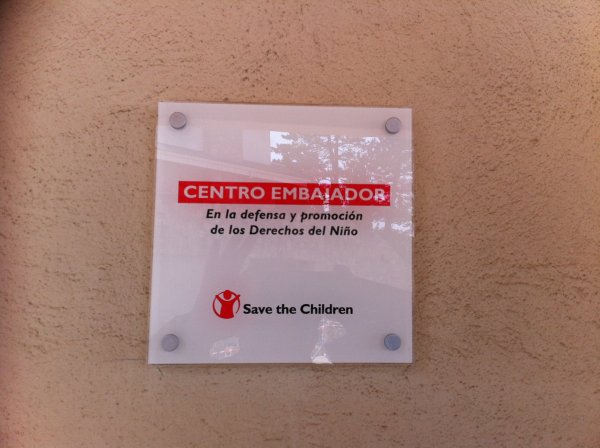 CENTRO EMBAJADOR
En la defensa y promoción
de los Derechos del Niño
Save the Children